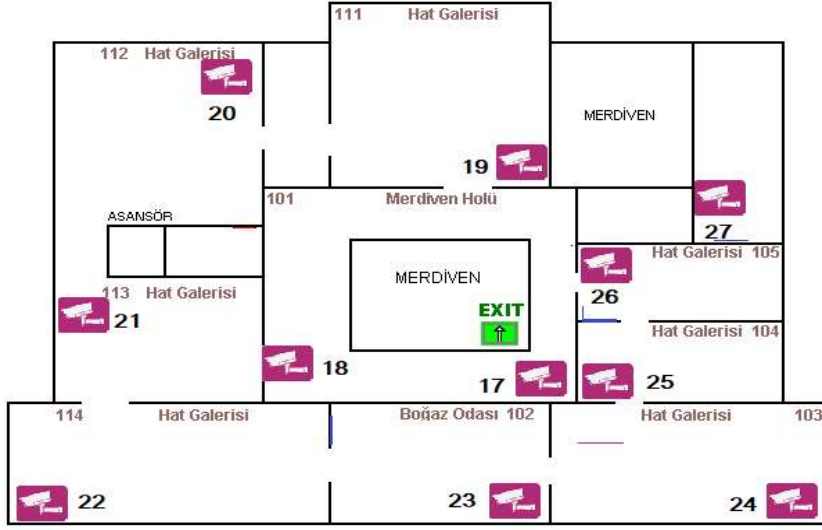 111 Hat Galerisi
112 Hat Galerisi
20
MERDİVEN
19
101 Merdiven Holü
ASANSÖR
27
Hat Galerisi 105
MERDİVEN
113 Hat Galerisi
26
EXIT
21
Hat Galerisi 104
18
17
25
114 Hat Galerisi
Boğaz Odası 102
Hat Galerisi 103
22
23
24